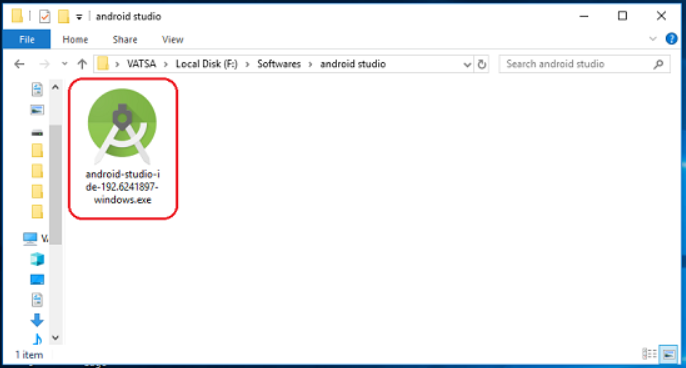 android studio
File Home Share View
VATSA Local Disk (F:) Softwares android studio
Search android studio
android-studio-i
de-192.6241897-
windows.exe
1 item